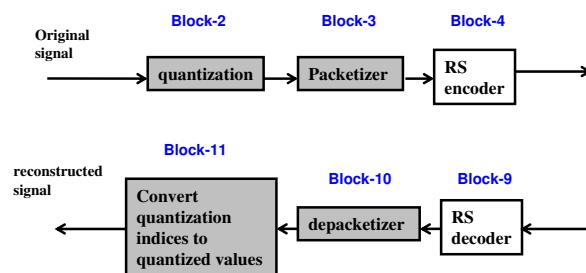 Block-2 Block-3 Block-4
Original
signal
quantization Packetizer RS
encoder
Block-11
reconstructed
signal
Block-10 Block-9
Convert
quantization
indices to
quantized values
depacketizer
RS
decoder